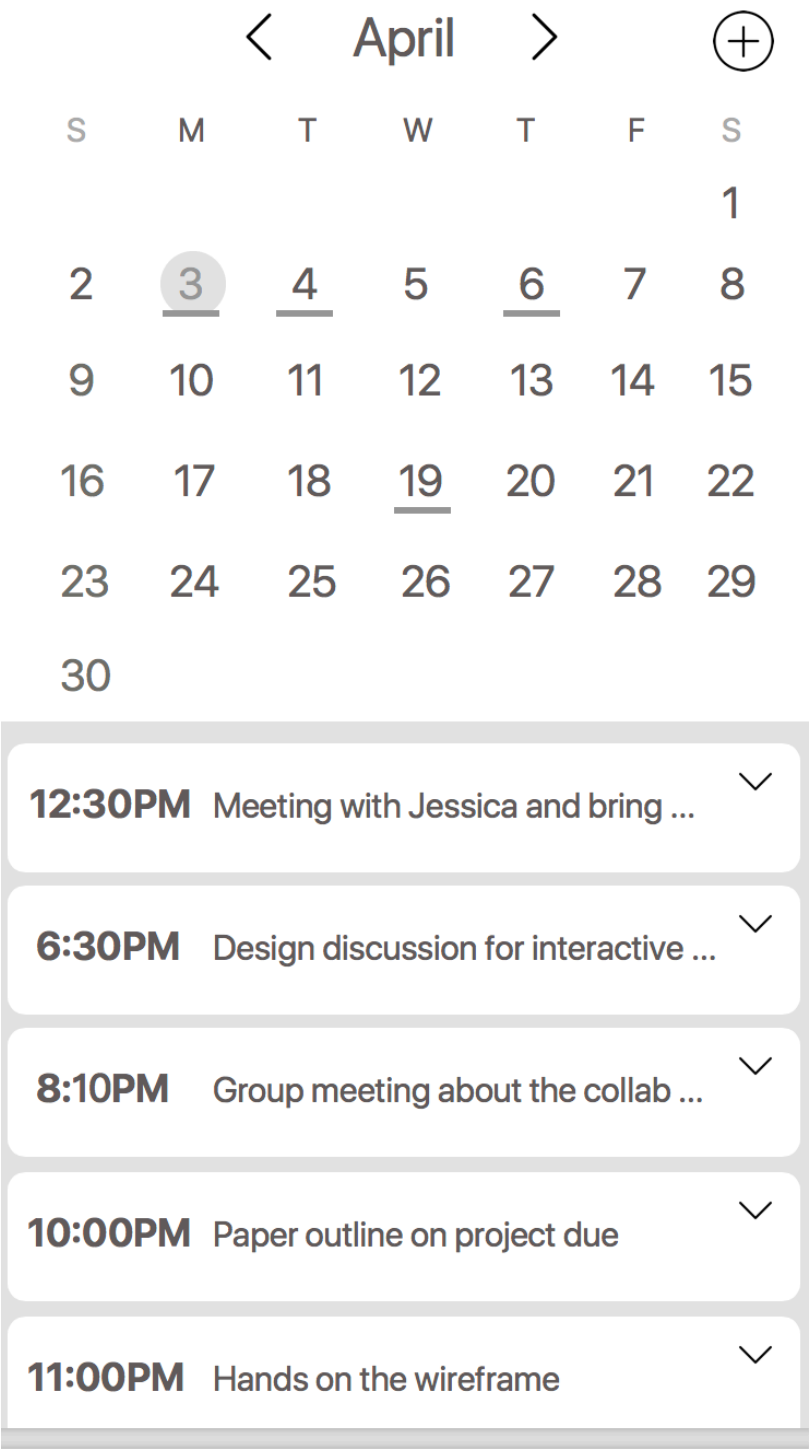 April
S M T W T F S
1
2 3 4 5 6 7 8
9 10 11 12 13 14 15
16 17 18 19 20 21 22
23 24 25 26 27 28 29
30
12:30PM Meeting with Jessica and bring ...
6:30PM Design discussion for interactive ...
8:10PM Group meeting about the collab ...
10:00PM Paper outline on project due
11:00PM Hands on the wireframe